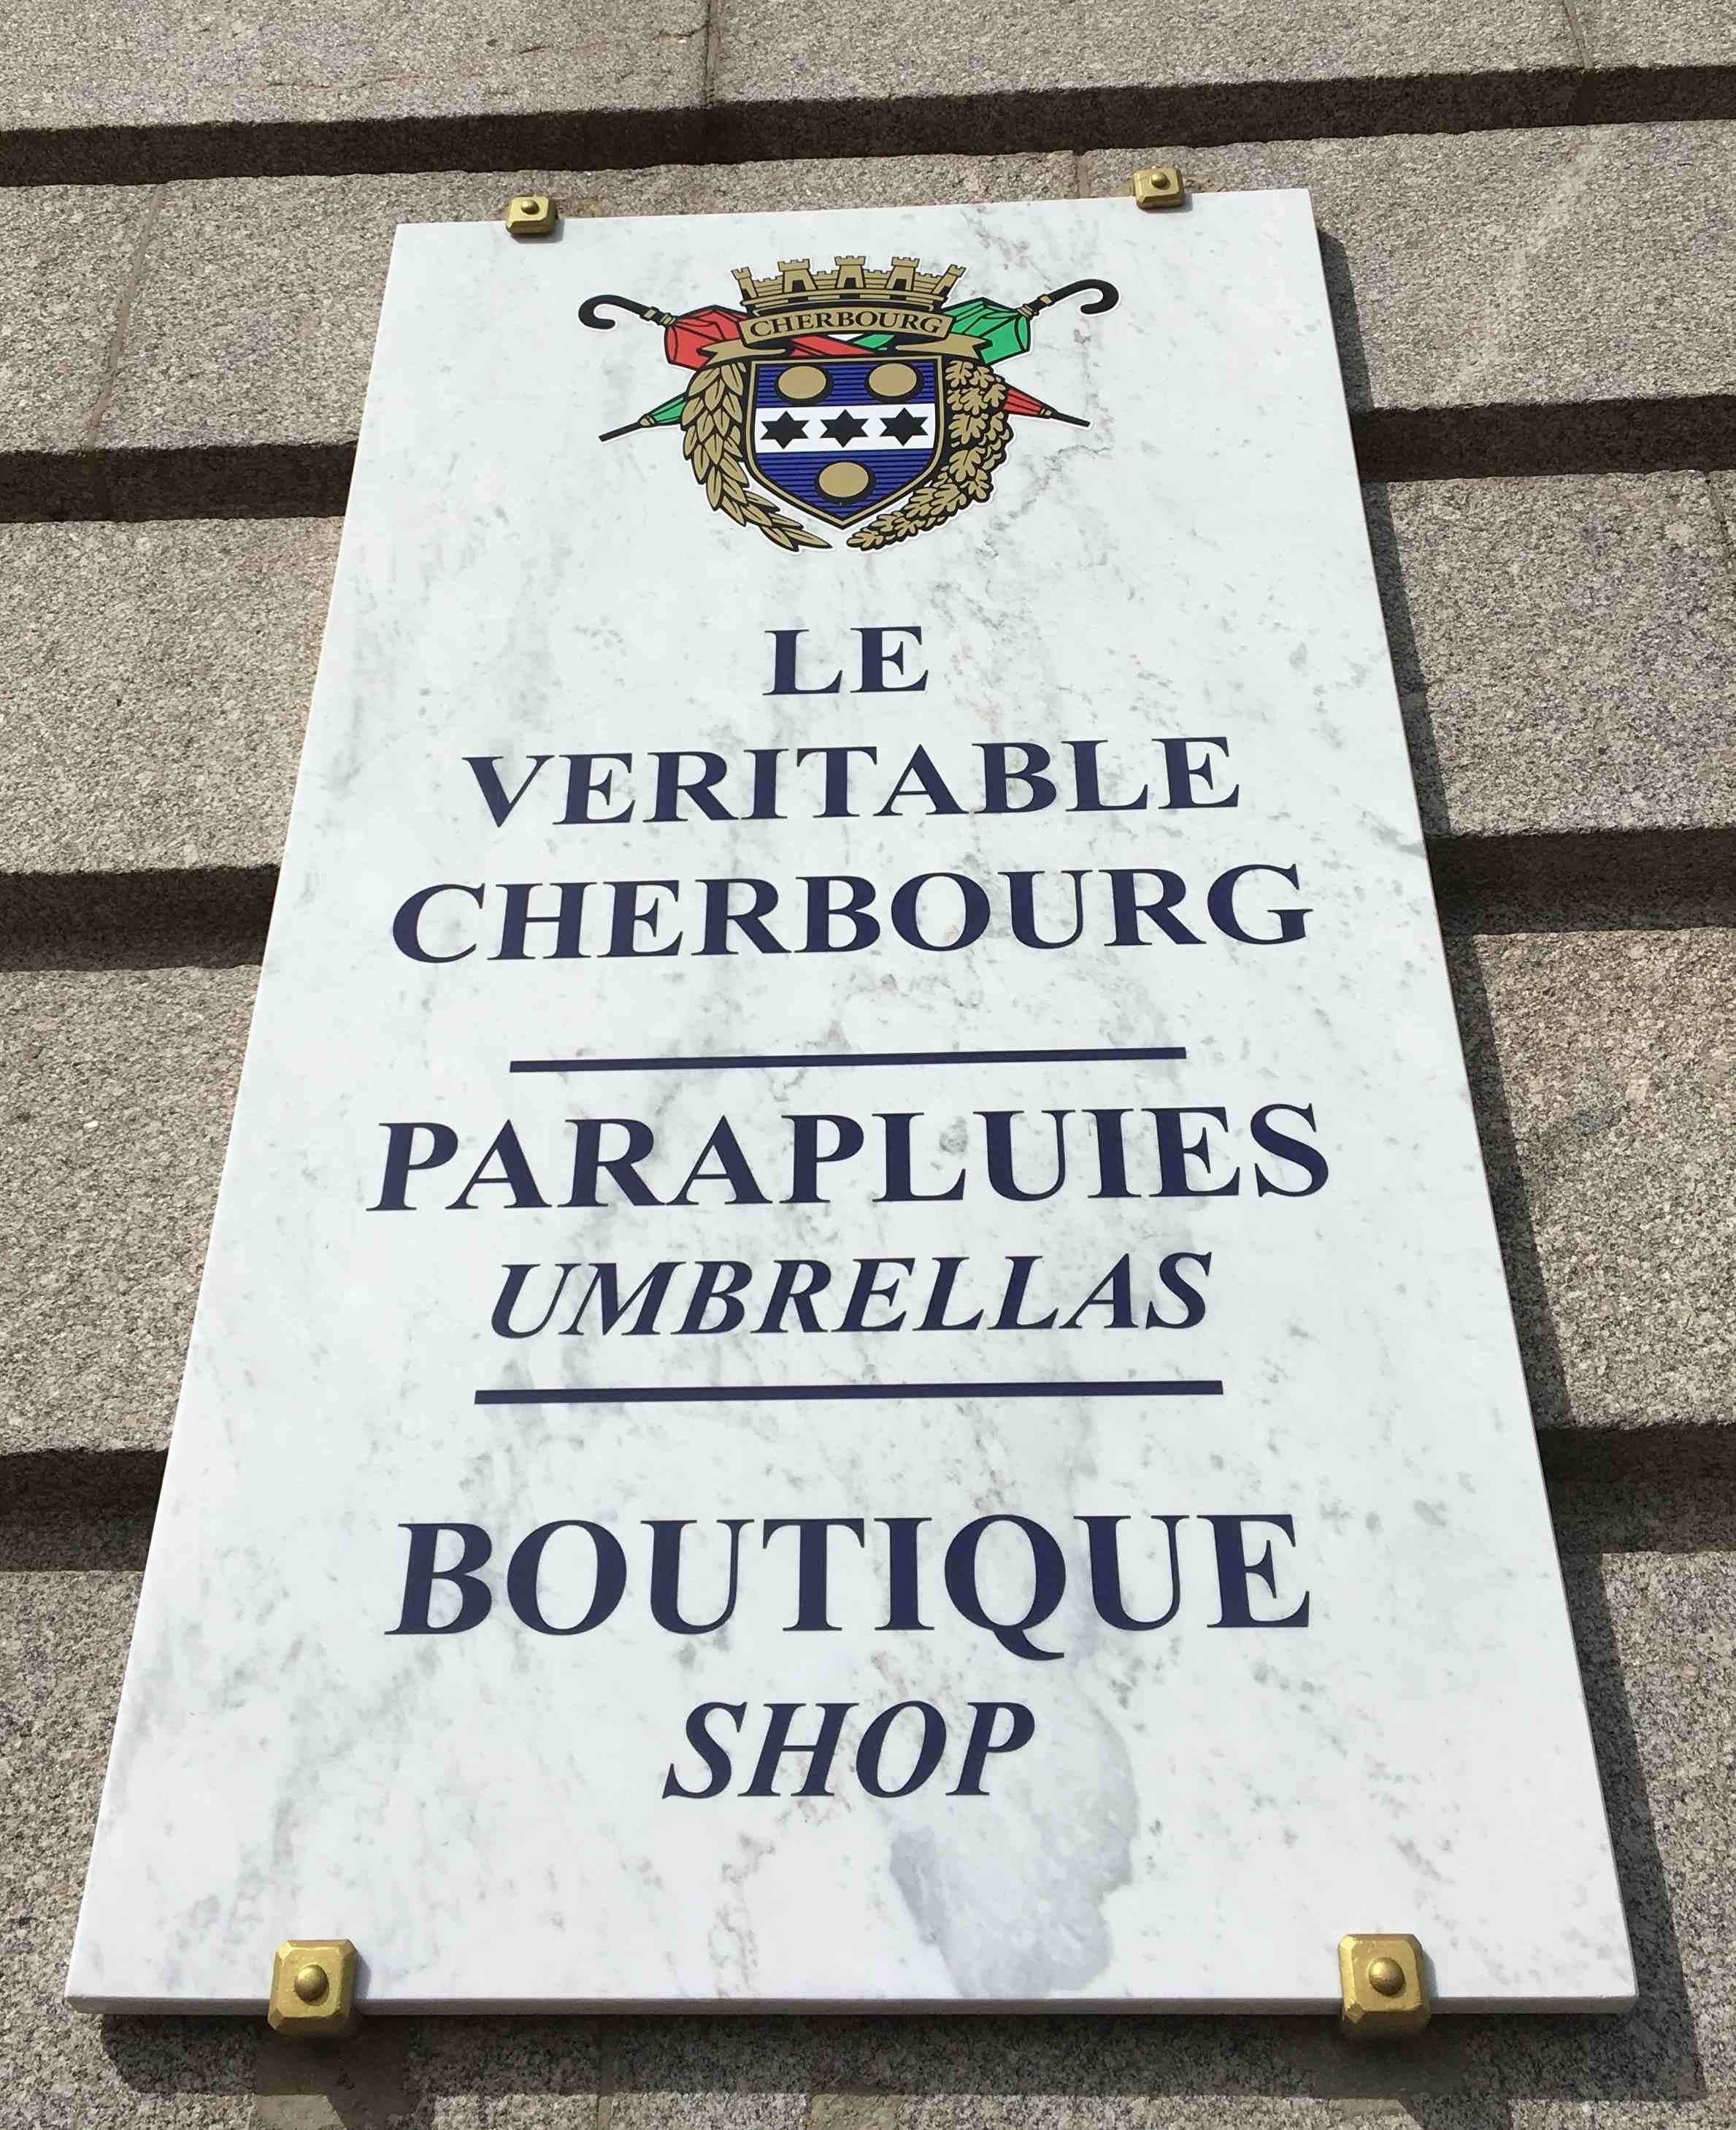 CHERBOURG
LE
VERITABLE
CHERBOURG
PARAPLUIES
UMBRELLAS
BOUTIQUE
SHOP